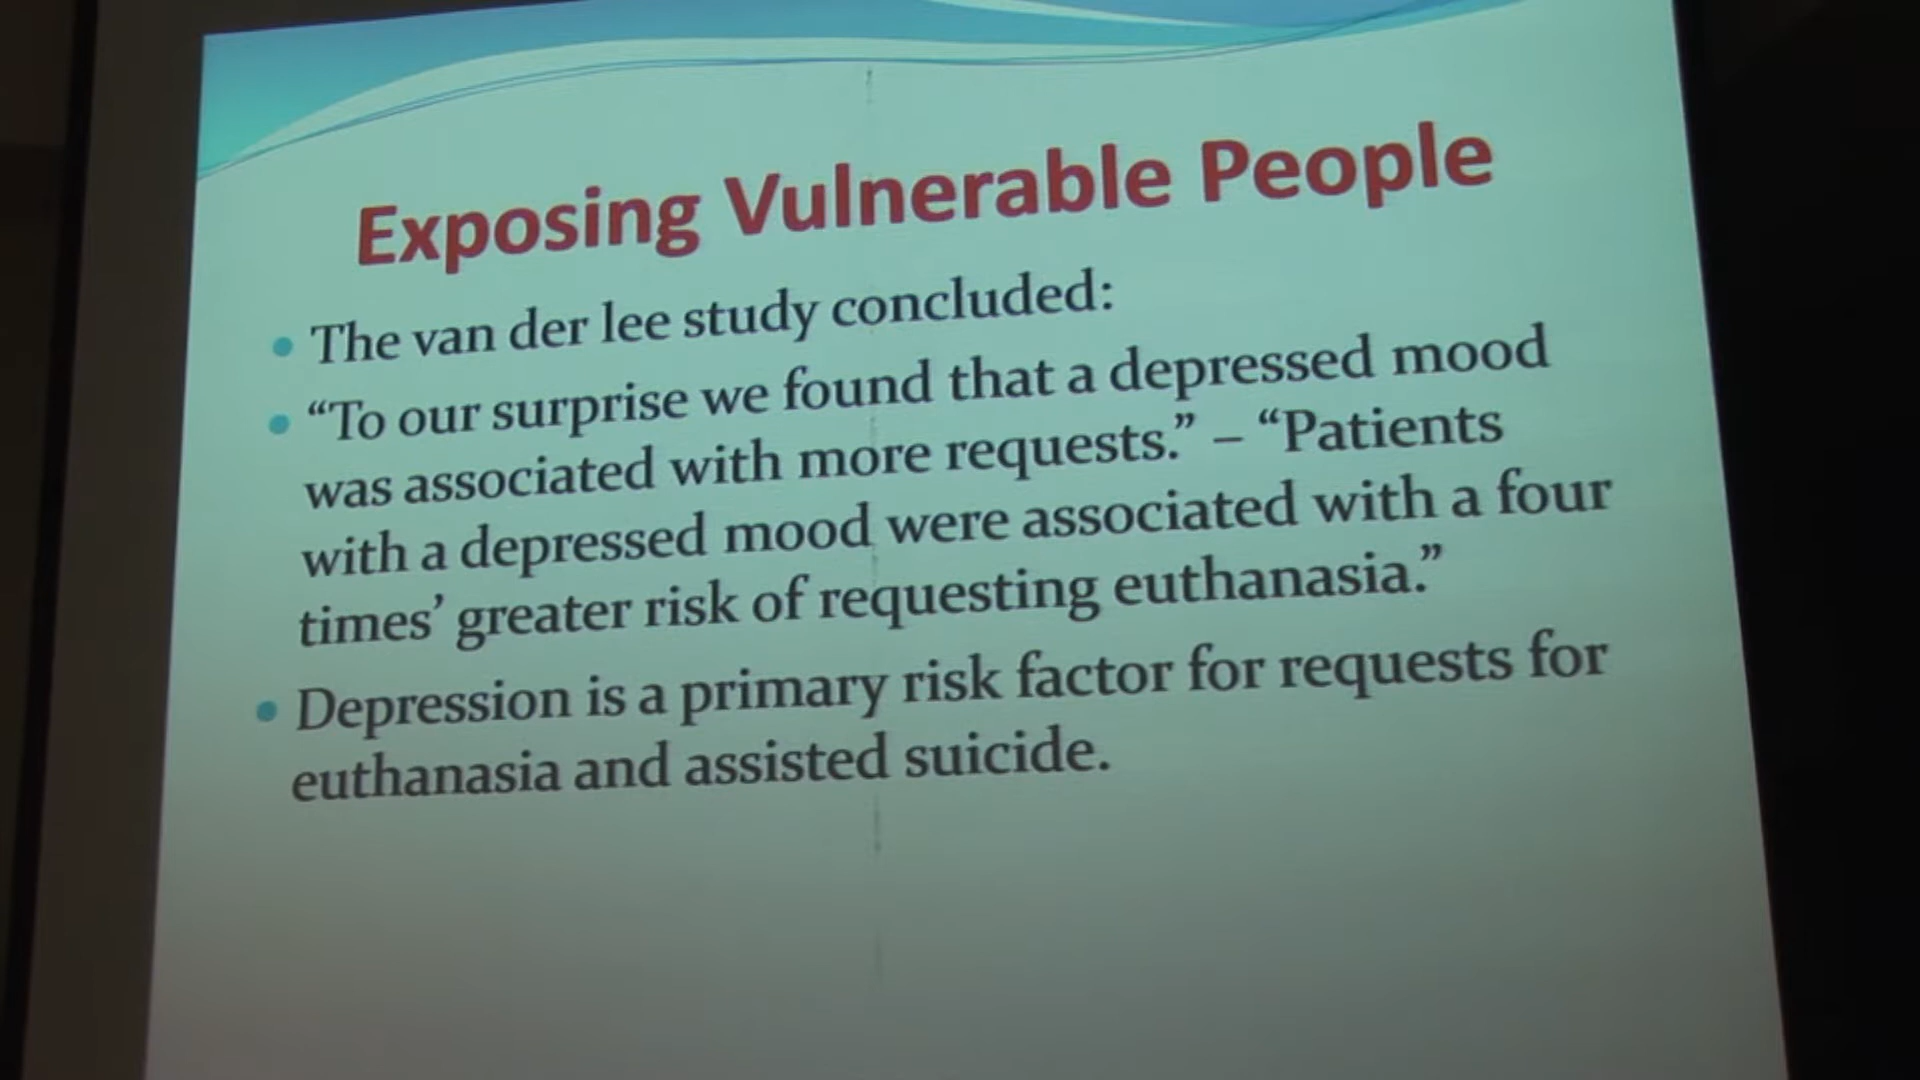 Exposing Vulnerable People
• The van der lee study concluded:
• “To our surprise we found that a depressed mood
was associated with more requests.” – “Patients
with a depressed mood were associated with a four
times’ greater risk of requesting euthanasia.”
• Depression is a primary risk factor for requests for
euthanasia and assisted suicide.